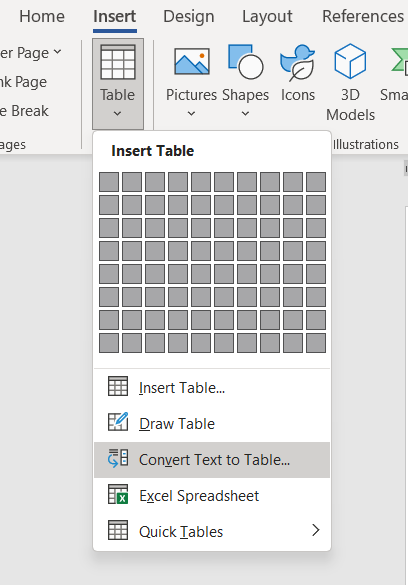 Home Insert Design Layout References
er Page
nk Page
e Break
ages
Table
Pictures Shapes Icons 3D Models
Illustrations
Insert Table
Insert Table...
Draw Table
Convert Text to Table...
Excel Spreadsheet
Quick Tables